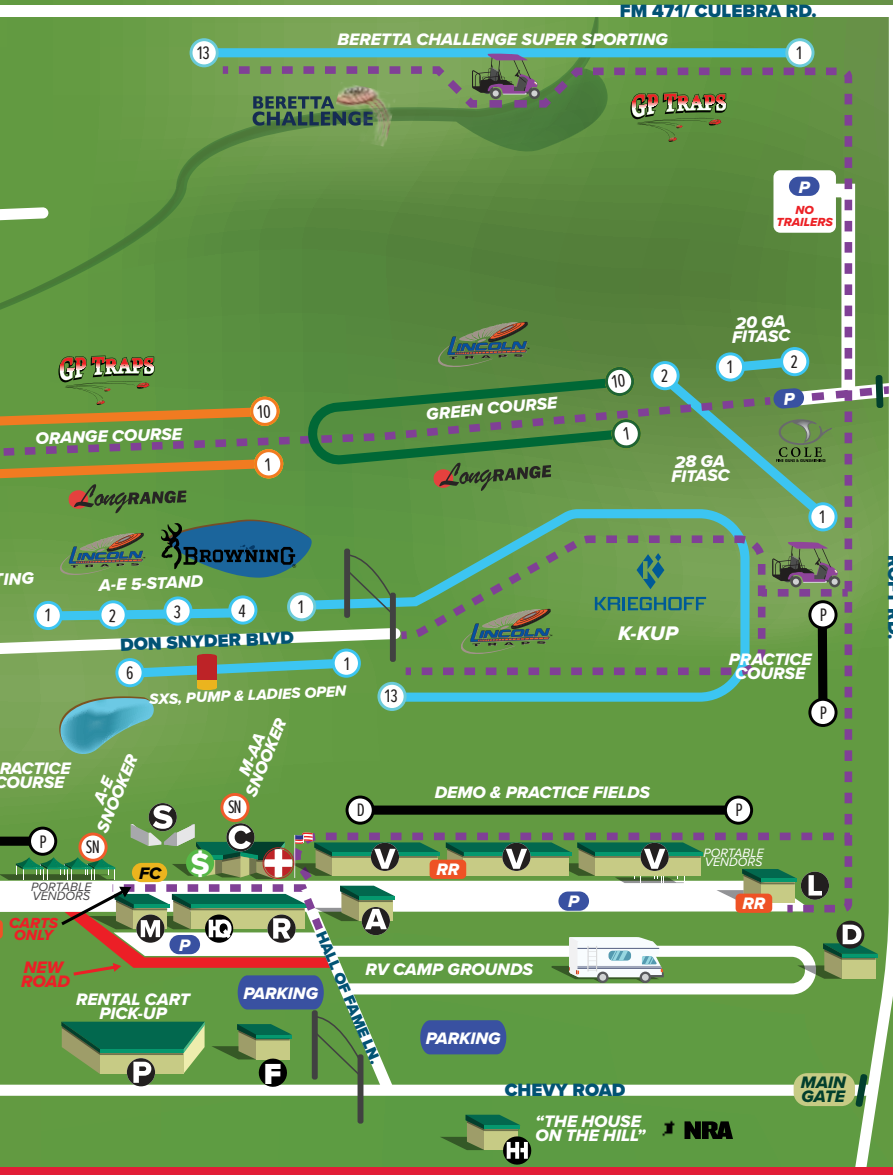 FM 471/ CULEBRA RD.
BERETTA CHALLENGE SUPER SPORTING
13
1
BERETTA
CHALLENGE
GP TRAPS
P
NO
TRAILERS
20 GA
FITASC
1
2
LINCOLN
TRAPS
GP TRAPS
10
2
P
10
GREEN COURSE
ORANGE COURSE
1
1
COLE
28 GA
FITASC
LONGRANGE
LONGRANGE
1
LINCOLN
TRAPS
BROWNING
TING
A-E 5-STAND
1
2
3
4
1
KRIEGHOFF
K-KUP
LINCOLN
TRAPS
P
DON SNYDER BLVD
6
1
SXS, PUMP & LADIES OPEN
13
PRACTICE
COURSE
P
RACTICE
COURSE
A-E
SNOOKER
M-AA
SNOOKER
DEMO & PRACTICE FIELDS
D
P
SN
S
C
P
SN
FC
$
V
V
V
RR
PORTABLE
VENDORS
PORTABLE
VENDORS
L
RR
CARTS
ONLY
M
HQ
R
A
P
P
D
NEW
ROAD
HALL OF FAME LN.
RV CAMP GROUNDS
RENTAL CART
PICK-UP
PARKING
PARKING
P
F
CHEVY ROAD
MAIN
GATE
"THE HOUSE
ON THE HILL"
HH
NRA